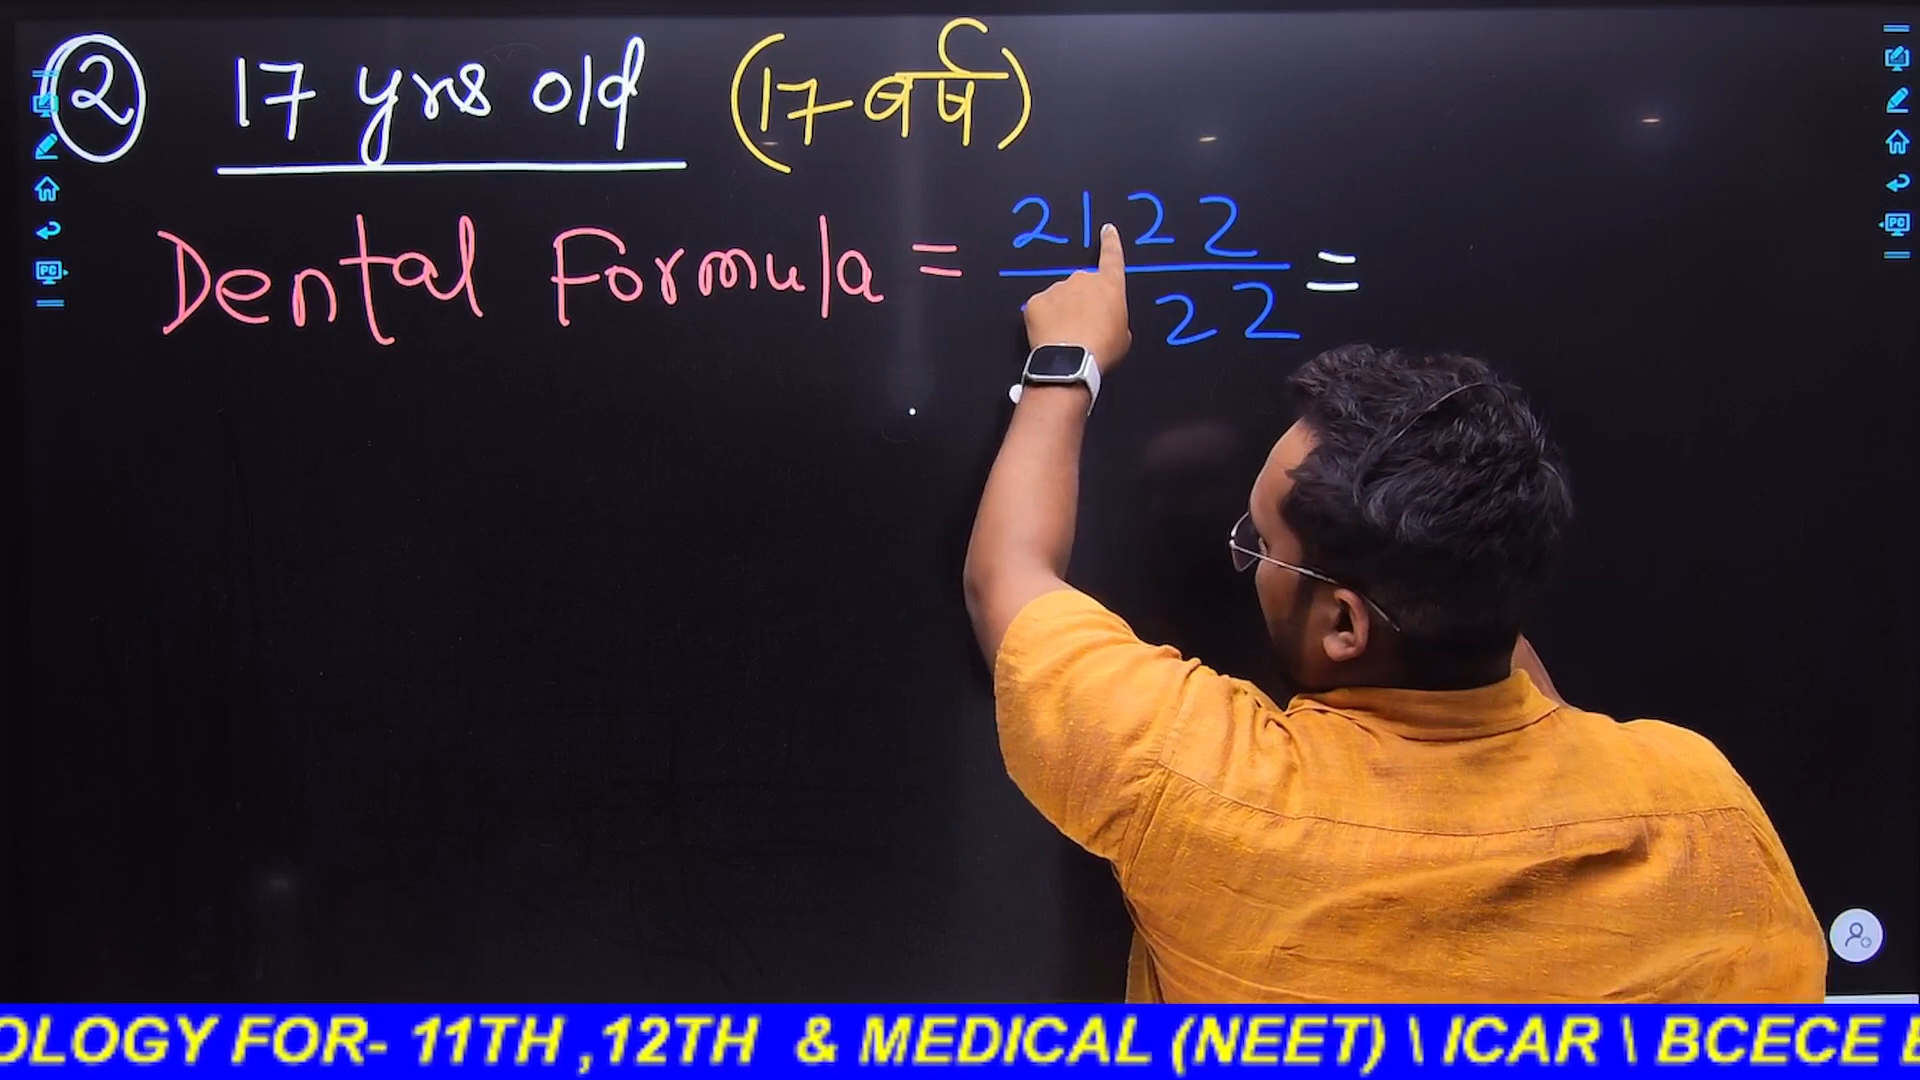 ② 17 yrs old (17 वर्ष)
Dental Formula = 2122 =
22
OLOGY FOR- 11TH ,12TH & MEDICAL (NEET) \ ICAR \ BCECE